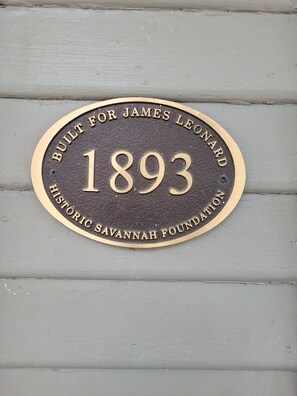 BUILT FOR JAMES LEONARD
1893
HISTORIC SAVANNAH FOUNDATION